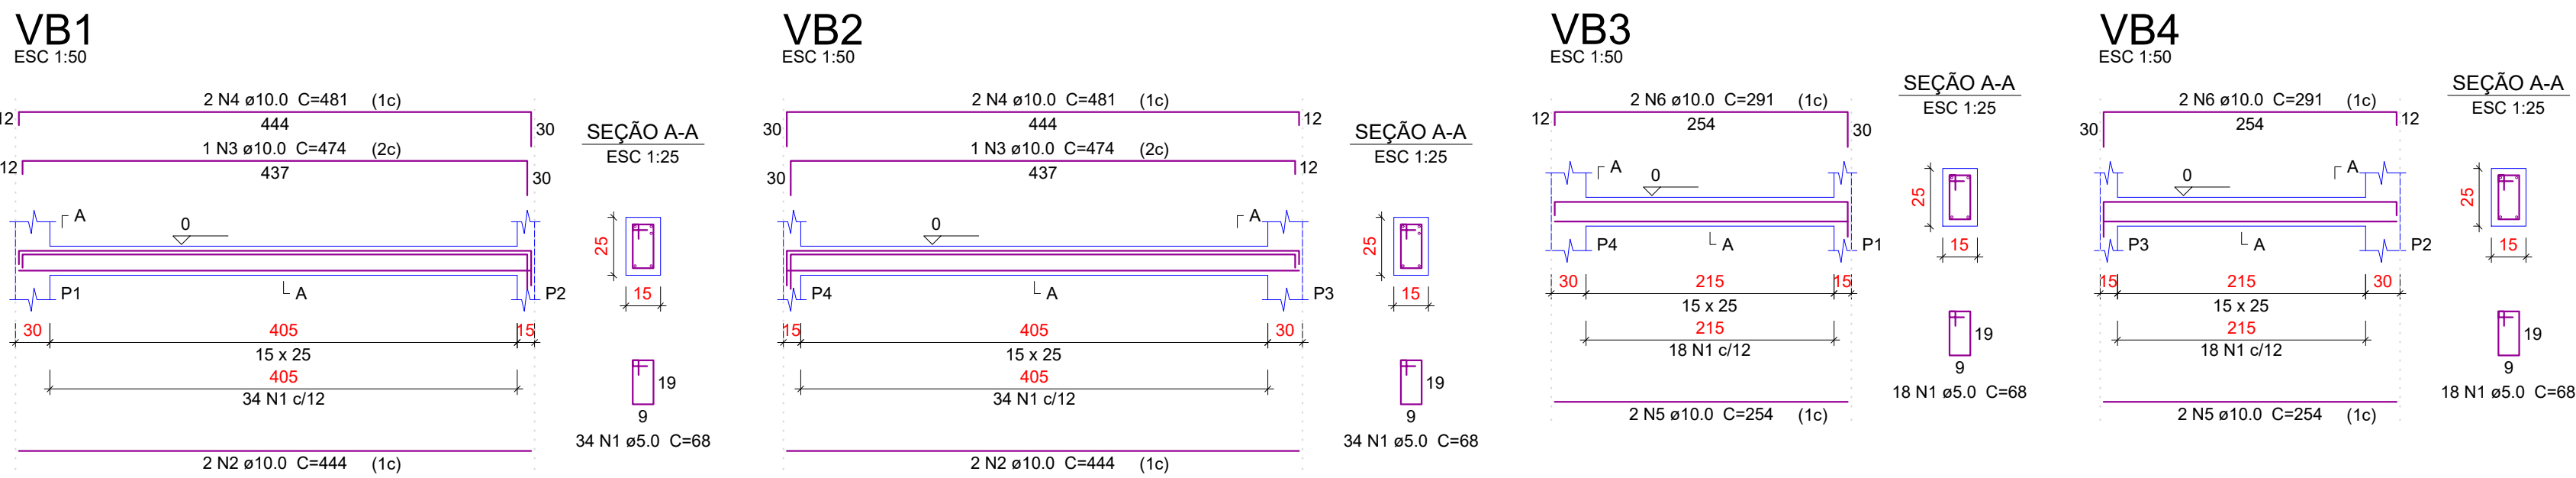 VB1
ESC 1:50
2 N4 ø10.0 C=481 (1c)
12
444
30
1 N3 ø10.0 C=474 (2c)
12
437
30
A
0
P1
A
P2
30
405
15
15 x 25
405
34 N1 c/12
2 N2 ø10.0 C=444 (1c)
SEÇÃO A-A
ESC 1:25
25
15
19
9
34 N1 ø5.0 C=68
VB2
ESC 1:50
2 N4 ø10.0 C=481 (1c)
30
444
12
1 N3 ø10.0 C=474 (2c)
30
437
12
A
0
P4
A
P3
15
405
30
15 x 25
405
34 N1 c/12
2 N2 ø10.0 C=444 (1c)
SEÇÃO A-A
ESC 1:25
25
15
19
9
34 N1 ø5.0 C=68
VB3
ESC 1:50
2 N6 ø10.0 C=291 (1c)
12
254
30
A
0
P4
A
P1
30
215
15
15 x 25
215
18 N1 c/12
2 N5 ø10.0 C=254 (1c)
SEÇÃO A-A
ESC 1:25
25
15
19
9
18 N1 ø5.0 C=68
VB4
ESC 1:50
2 N6 ø10.0 C=291 (1c)
30
254
12
A
0
P3
A
P2
15
215
30
15 x 25
215
18 N1 c/12
2 N5 ø10.0 C=254 (1c)
SEÇÃO A-A
ESC 1:25
25
15
19
9
18 N1 ø5.0 C=68